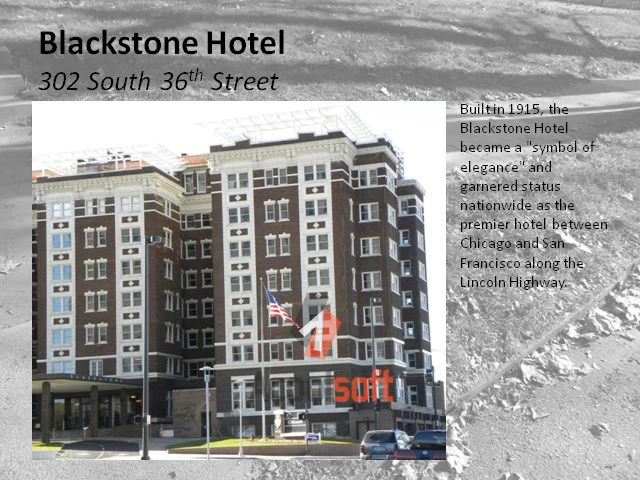 Blackstone Hotel
302 South 36th Street
Built in 1915, the
Blackstone Hotel
became a "symbol of
elegance" and
garnered status
nationwide as the
premier hotel between
Chicago and San
Francisco along the
Lincoln Highway.
soft